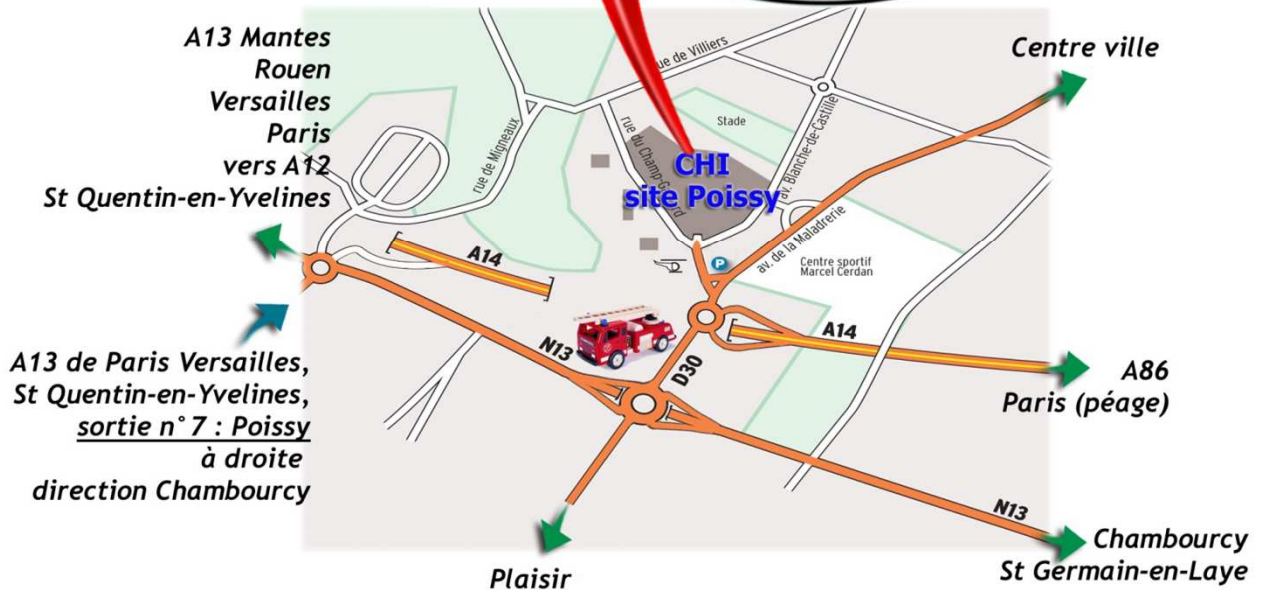 A13 Mantes
Rouen
Versailles
Paris
vers A12
St Quentin-en-Yvelines
ue de Villiers
Centre ville
rue de Migneaux
Stade
rue du Champ-Ga
rd
av. Blanche-de-Castille
CHI
site Poissy
av. de la Maladrerie
Centre sportif
Marcel Cerdan
A14
P
A13 de Paris Versailles,
St Quentin-en-Yvelines,
sortie n° 7 : Poissy
à droite
direction Chambourcy
N13
D30
A14
A86
Paris (péage)
N13
Chambourcy
St Germain-en-Laye
Plaisir